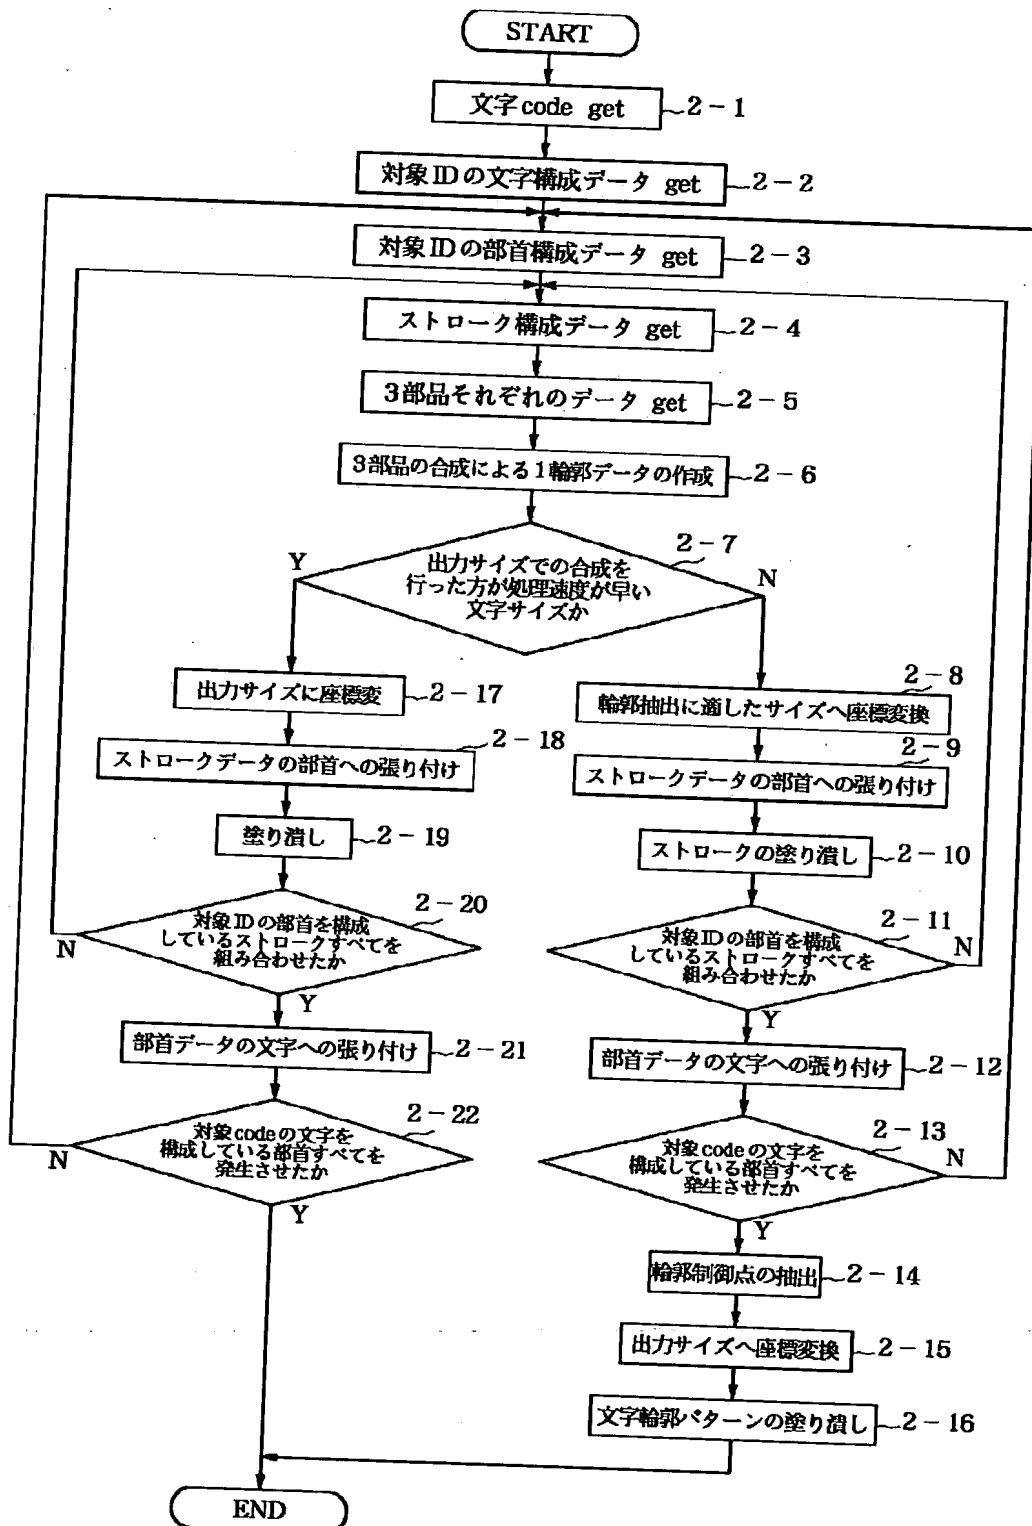 START
文字code get 2-1
対象IDの文字構成データ get 2-2
対象IDの部首構成データ get 2-3
ストローク構成データ get 2-4
3部品それぞれのデータ get 2-5
3部品の合成による1輪郭データの作成 2-6
2-7
Y
出力サイズでの合成を
行った方が処理速度が早い
文字サイズか
N
出力サイズに座標変 2-17
2-18
ストロークデータの部首への張り付け
塗り潰し 2-19
2-20
対象IDの部首を構成
しているストロークすべてを
組み合わせたか
N
Y
部首データの文字への張り付け 2-21
2-22
対象codeの文字を
構成している部首すべてを
発生させたか
N
Y
2-8
輪郭抽出に適したサイズへ座標変換
2-9
ストロークデータの部首への張り付け
ストロークの塗り潰し 2-10
2-11
対象IDの部首を構成
しているストロークすべてを
組み合わせたか
N
Y
部首データの文字への張り付け 2-12
2-13
対象codeの文字を
構成している部首すべてを
発生させたか
N
Y
輪郭制御点の抽出 2-14
出力サイズへ座標変換 2-15
文字輪郭パターンの塗り潰し 2-16
END